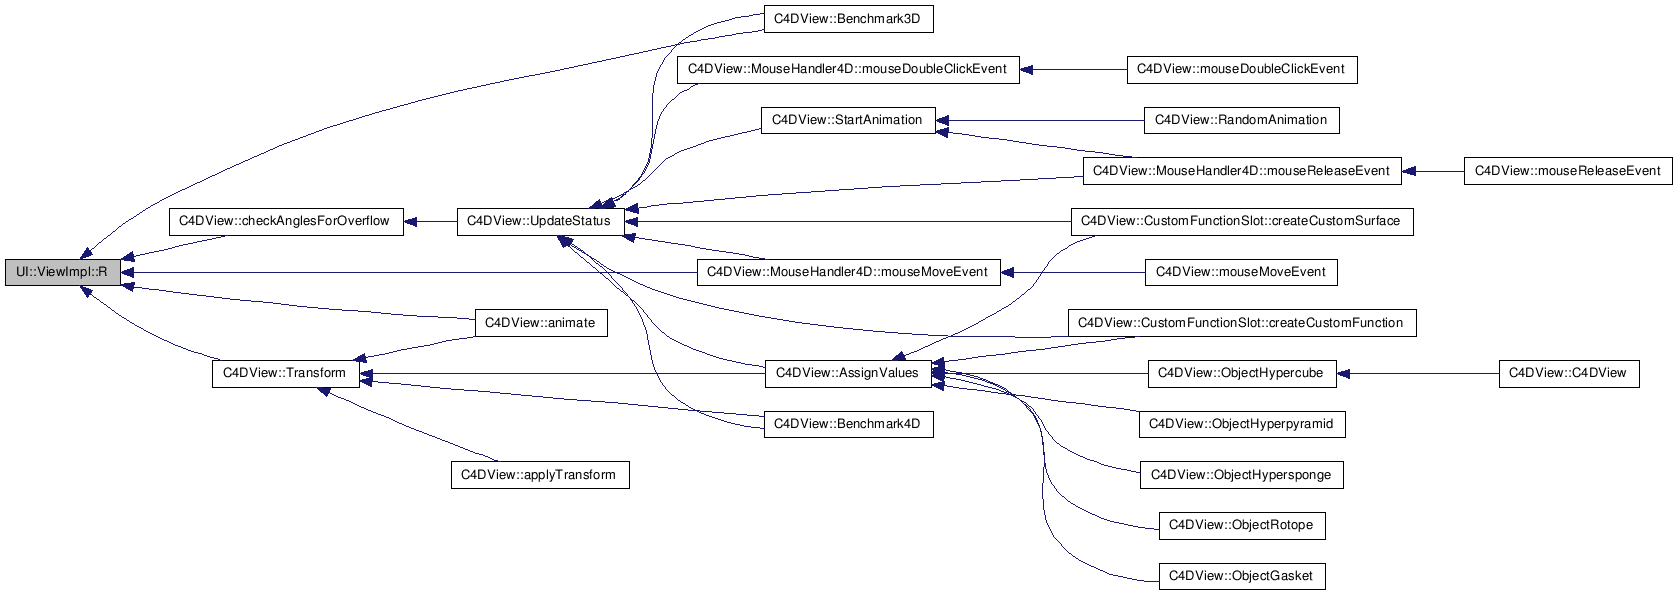 C4DView::Benchmark3D
C4DView::MouseHandler4D::mouseDoubleClickEvent
C4DView::mouseDoubleClickEvent
C4DView::StartAnimation
C4DView::RandomAnimation
C4DView::MouseHandler4D::mouseReleaseEvent
C4DView::mouseReleaseEvent
C4DView::checkAnglesForOverflow
C4DView::UpdateStatus
C4DView::CustomFunctionSlot::createCustomSurface
UI::ViewImpl::R
C4DView::MouseHandler4D::mouseMoveEvent
C4DView::mouseMoveEvent
C4DView::animate
C4DView::CustomFunctionSlot::createCustomFunction
C4DView::Transform
C4DView::AssignValues
C4DView::ObjectHypercube
C4DView::C4DView
C4DView::Benchmark4D
C4DView::ObjectHyperpyramid
C4DView::applyTransform
C4DView::ObjectHypersponge
C4DView::ObjectRotope
C4DView::ObjectGasket